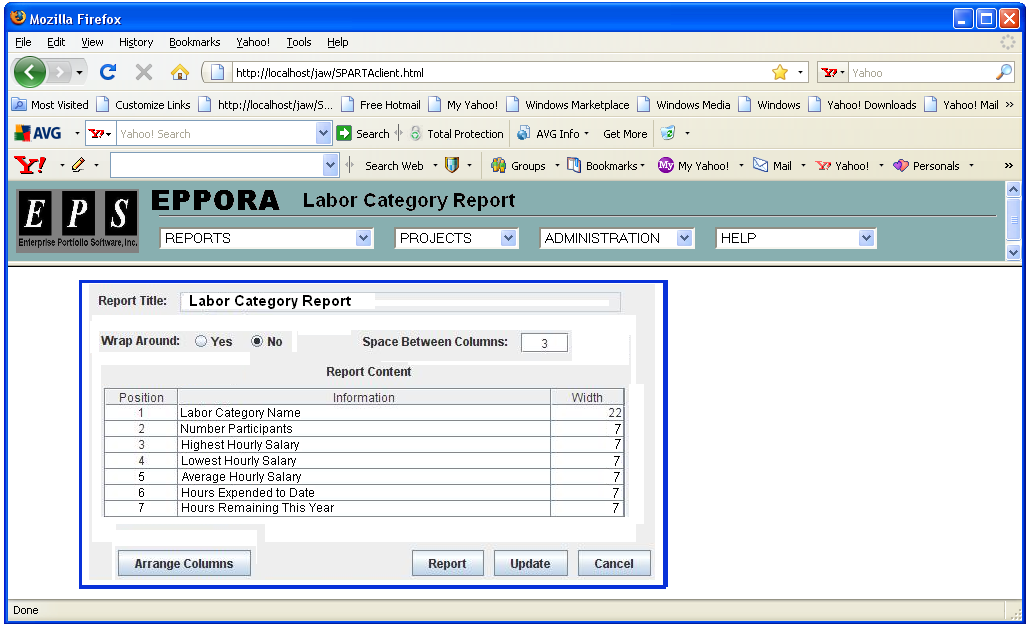 Mozilla Firefox
File Edit View History Bookmarks Yahoo! Tools Help
http://localhost/jaw/SPARTAclient.html Yahoo
Most Visited Customize Links http://localhost/jaw/S... Free Hotmail My Yahoo! Windows Marketplace Windows Media Windows Yahoo! Downloads Yahoo! Mail »
AVG Y! Yahoo! Search Search Total Protection AVG Info Get More
Y! Search Web Groups Bookmarks My Yahoo! Mail Yahoo! Personals »
EPS EPPORA Labor Category Report
Enterprise Portfolio Software, Inc.
REPORTS PROJECTS ADMINISTRATION HELP
Report Title: Labor Category Report
Wrap Around: Yes No Space Between Columns: 3
Report Content
Position Information Width
1 Labor Category Name 22
2 Number Participants 7
3 Highest Hourly Salary 7
4 Lowest Hourly Salary 7
5 Average Hourly Salary 7
6 Hours Expended to Date 7
7 Hours Remaining This Year 7
Arrange Columns Report Update Cancel
Done